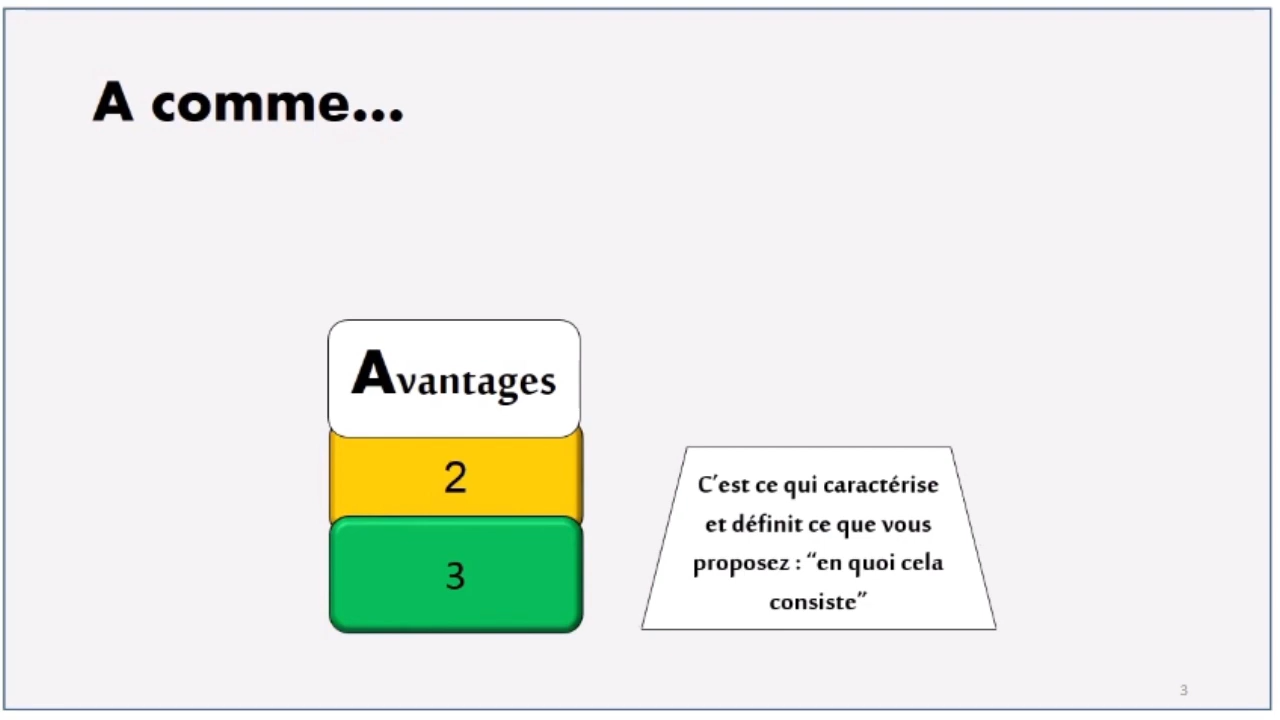 A comme...
Avantages
2
3
C’est ce qui caractérise
et définit ce que vous
proposez : “en quoi cela
consiste”
3